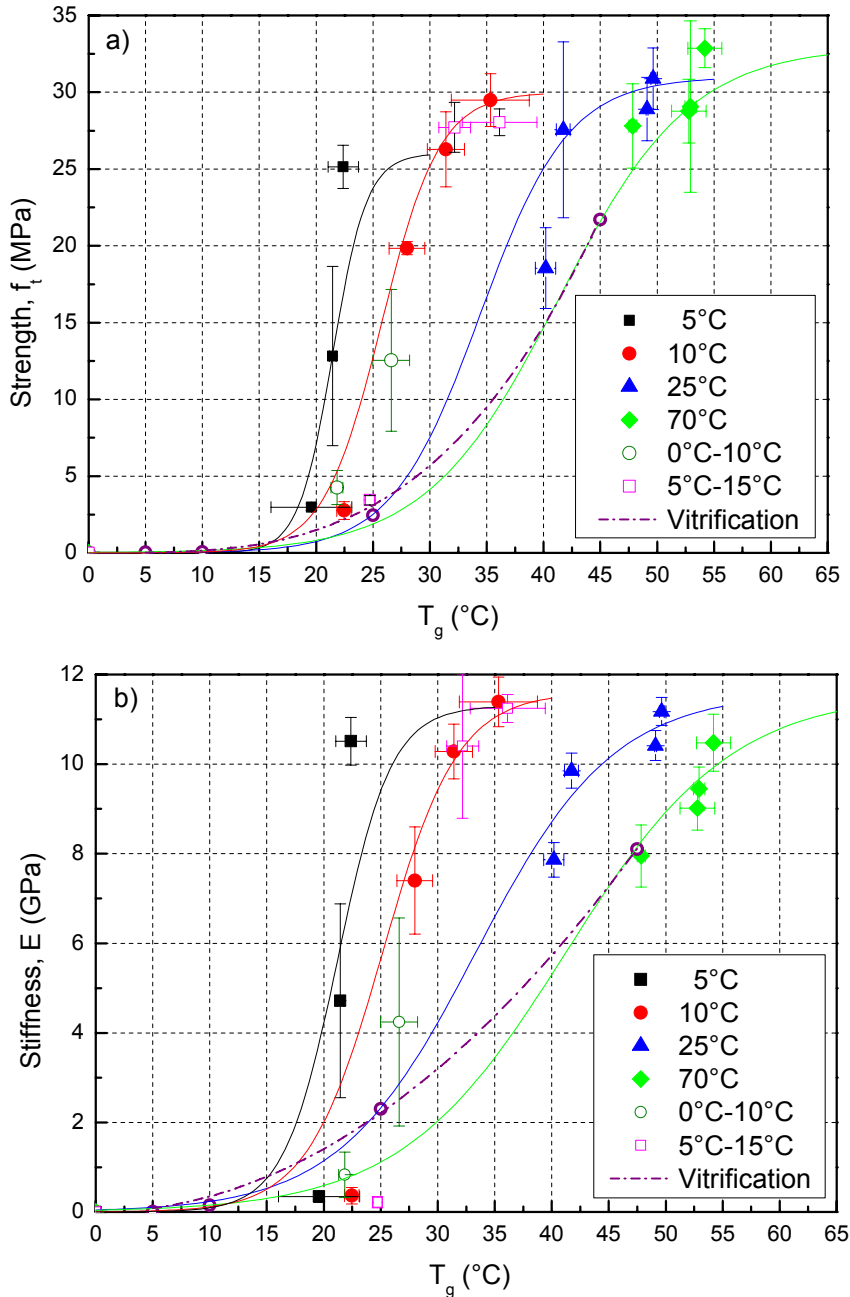 a)
35
30
25
20
15
10
5
0
Strength, f_t (MPa)
5°C
10°C
25°C
70°C
0°C-10°C
5°C-15°C
Vitrification
0 5 10 15 20 25 30 35 40 45 50 55 60 65
T_g (°C)
b)
12
10
8
6
4
2
0
Stiffness, E (GPa)
5°C
10°C
25°C
70°C
0°C-10°C
5°C-15°C
Vitrification
0 5 10 15 20 25 30 35 40 45 50 55 60 65
T_g (°C)